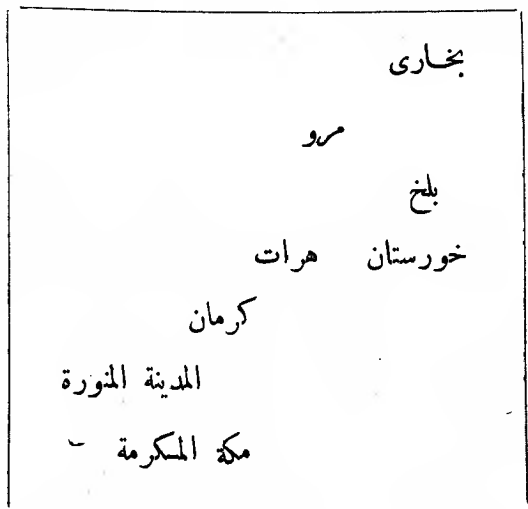 بخارى
مرو
بلخ
خورستان هرات
كرمان
المدينة المنورة
مكة المكرمة